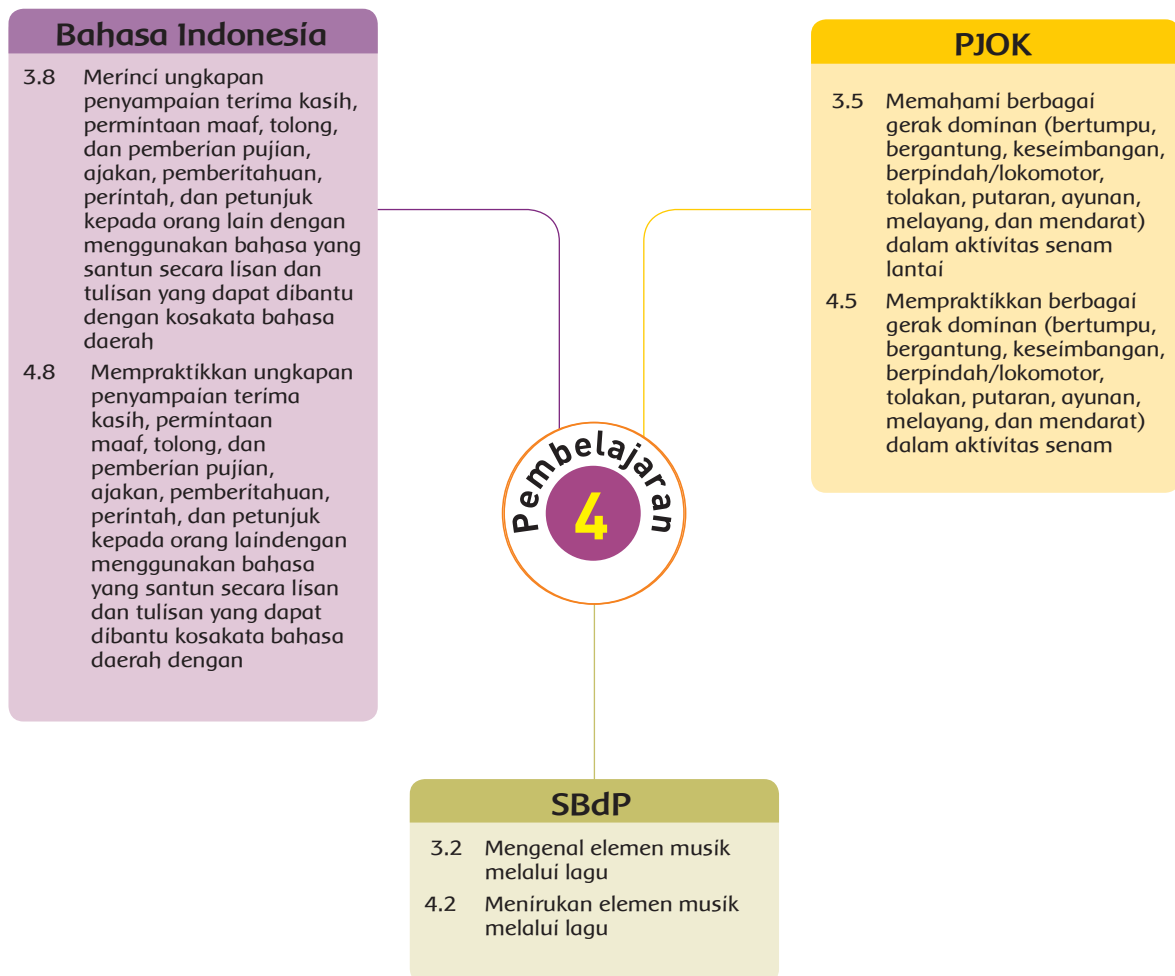 Bahasa Indonesia
3.8 Merinci ungkapan
penyampaian terima kasih,
permintaan maaf, tolong,
dan pemberian pujian,
ajakan, pemberitahuan,
perintah, dan petunjuk
kepada orang lain dengan
menggunakan bahasa yang
santun secara lisan dan
tulisan yang dapat dibantu
dengan kosakata bahasa
daerah
4.8 Mempraktikkan ungkapan
penyampaian terima
kasih, permintaan
maaf, tolong, dan
pemberian pujian,
ajakan, pemberitahuan,
perintah, dan petunjuk
kepada orang laindengan
menggunakan bahasa
yang santun secara lisan
dan tulisan yang dapat
dibantu kosakata bahasa
daerah dengan
PJOK
3.5 Memahami berbagai
gerak dominan (bertumpu,
bergantung, keseimbangan,
berpindah/lokomotor,
tolakan, putaran, ayunan,
melayang, dan mendarat)
dalam aktivitas senam
lantai
4.5 Mempraktikkan berbagai
gerak dominan (bertumpu,
bergantung, keseimbangan,
berpindah/lokomotor,
tolakan, putaran, ayunan,
melayang, dan mendarat)
dalam aktivitas senam
Pembelajaran
4
SBdP
3.2 Mengenal elemen musik
melalui lagu
4.2 Menirukan elemen musik
melalui lagu